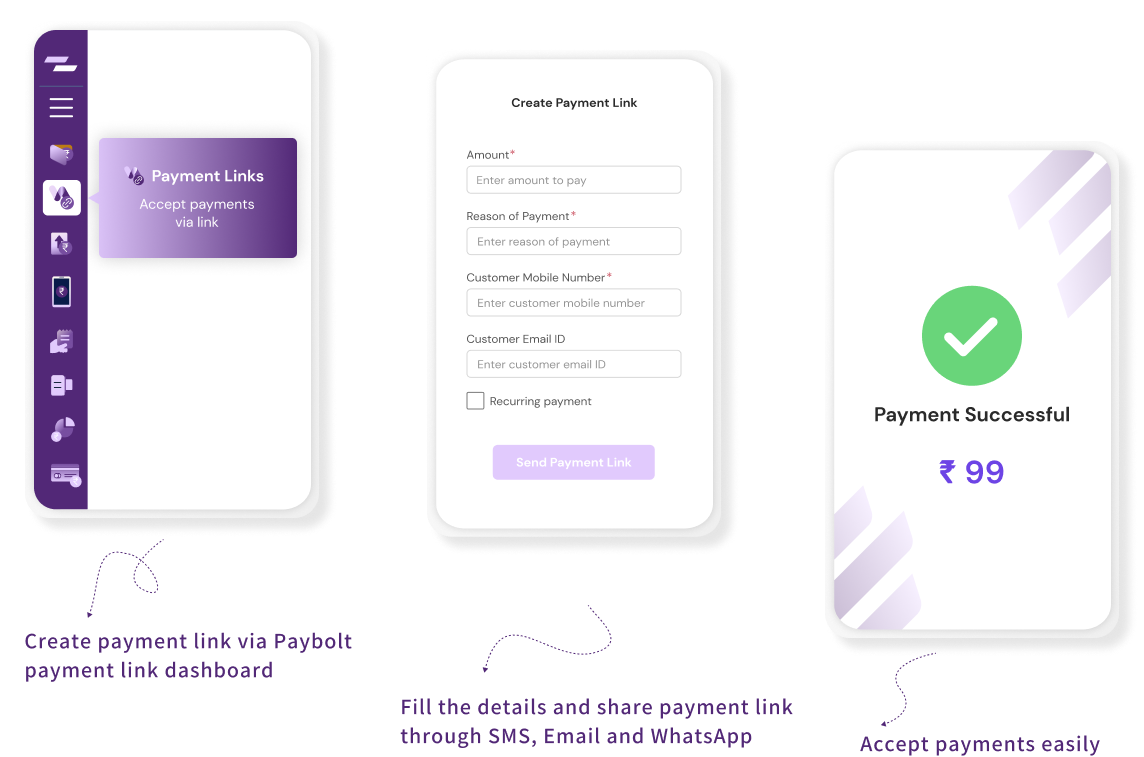 Payment Links
Accept payments
via link
Create payment link via Paybolt
payment link dashboard
Create Payment Link
Amount*
Enter amount to pay
Reason of Payment*
Enter reason of payment
Customer Mobile Number*
Enter customer mobile number
Customer Email ID
Enter customer email ID
Recurring payment
Send Payment Link
Fill the details and share payment link
through SMS, Email and WhatsApp
Payment Successful
₹ 99
Accept payments easily